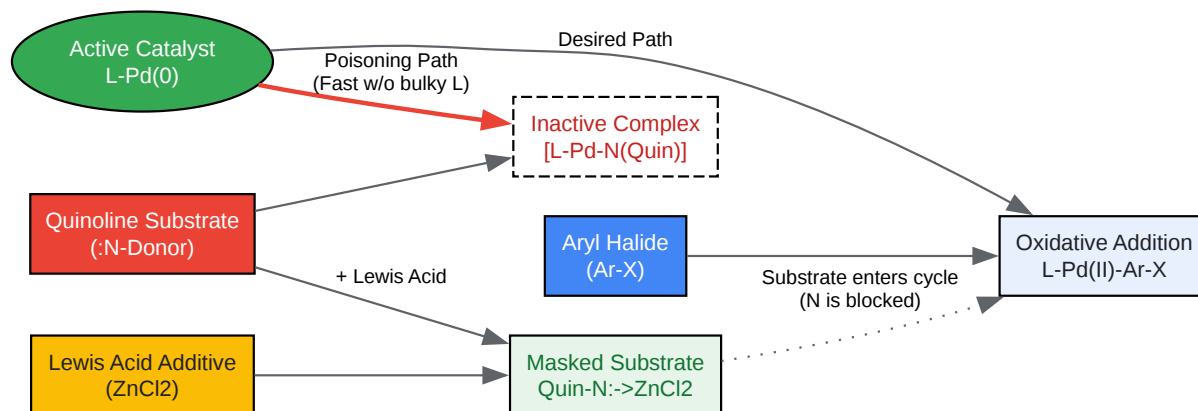 Active Catalyst
L-Pd(0)
Desired Path
Poisoning Path
(Fast w/o bulky L)
Inactive Complex
[L-Pd-N(Quin)]
Quinoline Substrate
(:N-Donor)
Aryl Halide
(Ar-X)
Oxidative Addition
L-Pd(II)-Ar-X
+ Lewis Acid
Substrate enters cycle
(N is blocked)
Lewis Acid Additive
(ZnCl2)
Masked Substrate
Quin-N:->ZnCl2